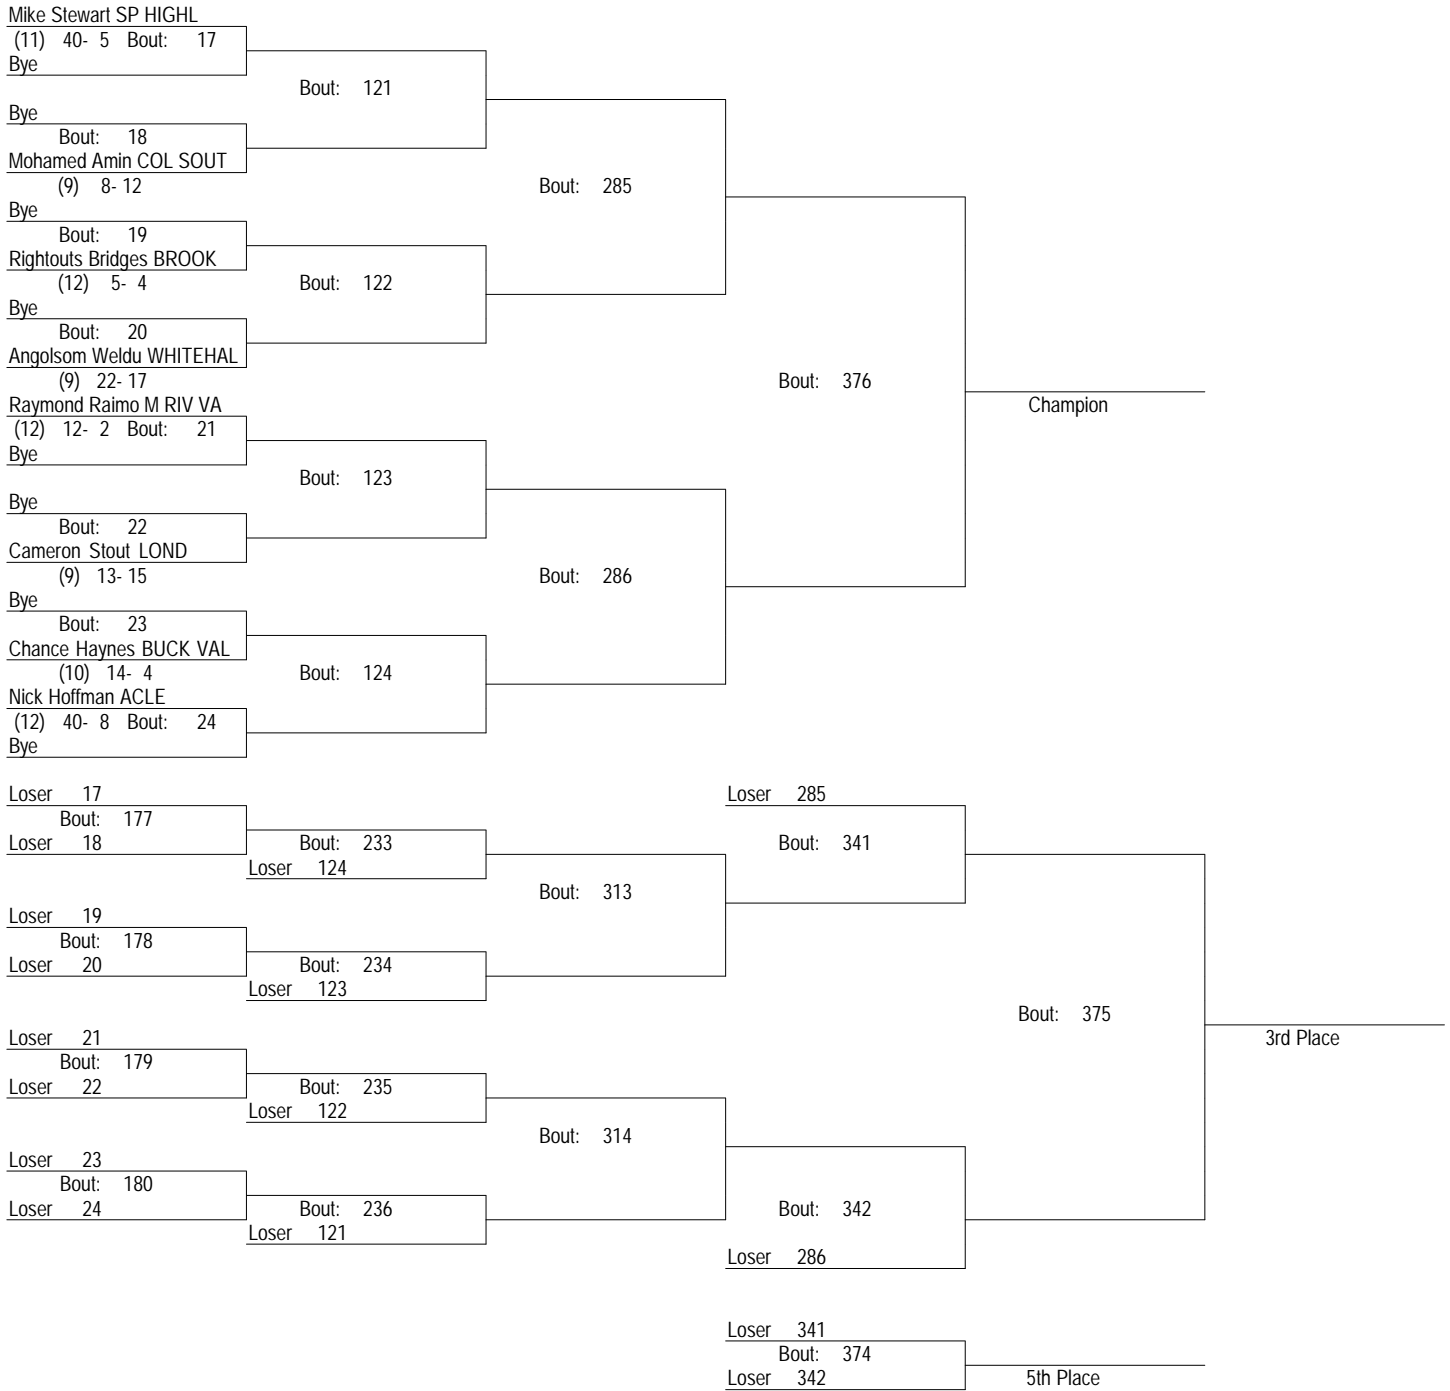 Mike Stewart SP HIGHL
(11) 40- 5 Bout: 17
Bye
Bout: 121
Bye
Bout: 18
Mohamed Amin COL SOUT
(9) 8- 12
Bout: 285
Bye
Bout: 19
Rightouts Bridges BROOK
(12) 5- 4
Bout: 122
Bye
Bout: 20
Angolsom Weldu WHITEHAL
(9) 22- 17
Bout: 376
Raymond Raimo M RIV VA
Champion
(12) 12- 2 Bout: 21
Bye
Bout: 123
Bye
Bout: 22
Cameron Stout LOND
(9) 13- 15
Bout: 286
Bye
Bout: 23
Chance Haynes BUCK VAL
(10) 14- 4
Bout: 124
Nick Hoffman ACLE
(12) 40- 8 Bout: 24
Bye
Loser 17
Loser 285
Bout: 177
Loser 18
Bout: 233
Bout: 341
Loser 124
Bout: 313
Loser 19
Bout: 178
Loser 20
Bout: 234
Loser 123
Bout: 375
Loser 21
3rd Place
Bout: 179
Loser 22
Bout: 235
Loser 122
Bout: 314
Loser 23
Bout: 180
Loser 24
Bout: 236
Bout: 342
Loser 121
Loser 286
Loser 341
Bout: 374
Loser 342
5th Place